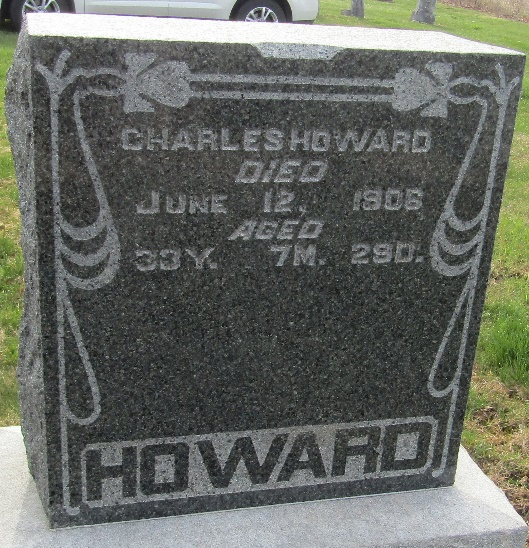 CHARLES HOWARD
DIED
JUNE 12, 1906
AGED
33Y. 7M. 29D.
HOWARD